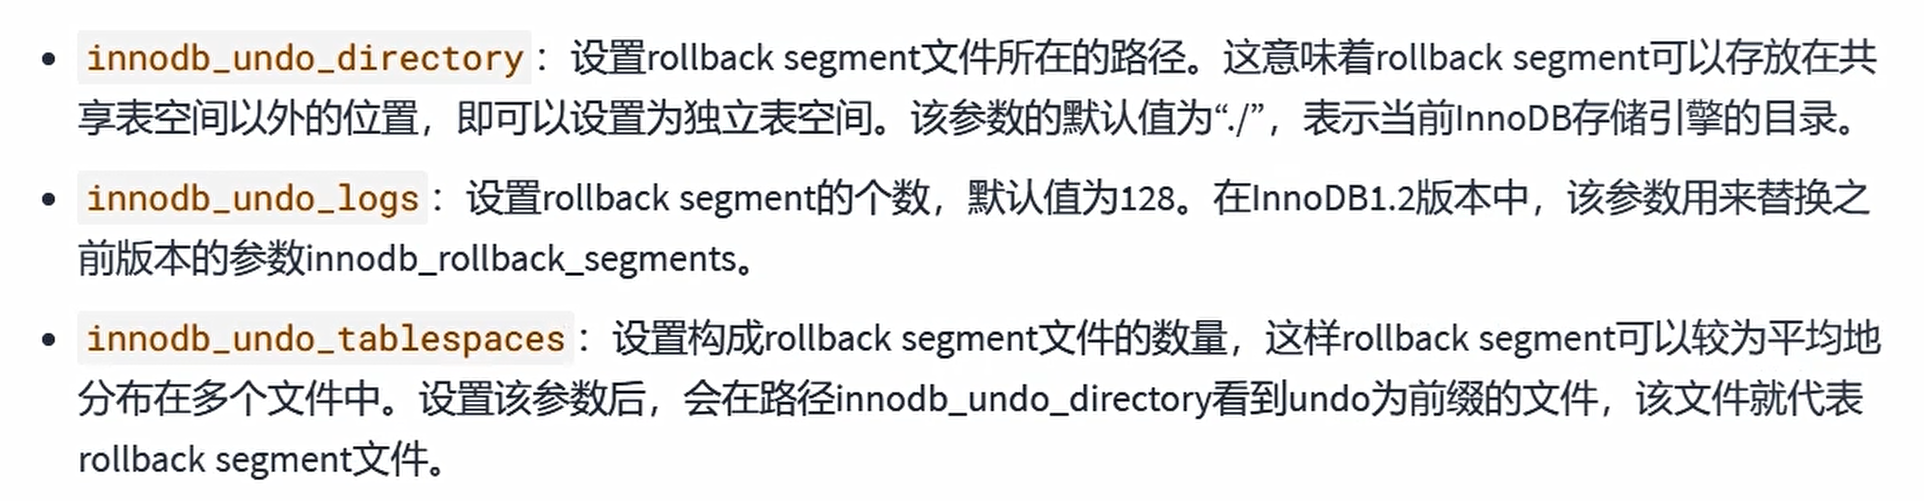 • innodb_undo_directory：设置rollback segment文件所在的路径。这意味着rollback segment可以存放在共
享表空间以外的位置，即可以设置为独立表空间。该参数的默认值为“./”，表示当前InnoDB存储引擎的目录。
• innodb_undo_logs：设置rollback segment的个数，默认值为128。在InnoDB1.2版本中，该参数用来替换之
前版本的参数innodb_rollback_segments。
• innodb_undo_tablespaces：设置构成rollback segment文件的数量，这样rollback segment可以较为平均地
分布在多个文件中。设置该参数后，会在路径innodb_undo_directory看到undo为前缀的文件，该文件就代表
rollback segment文件。